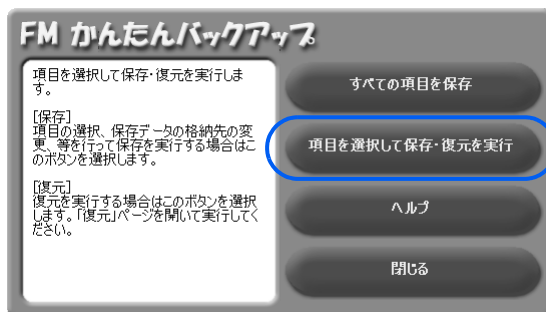 FM かんたんバックアップ
項目を選択して保存・復元を実行しま
す。
[保存]
項目の選択、保存データの格納先の変
更、等を行って保存を実行する場合はこ
のボタンを選択します。
[復元]
復元を実行する場合はこのボタンを選択
します。「復元」ページを開いて実行してく
ださい。
すべての項目を保存
項目を選択して保存・復元を実行
ヘルプ
閉じる